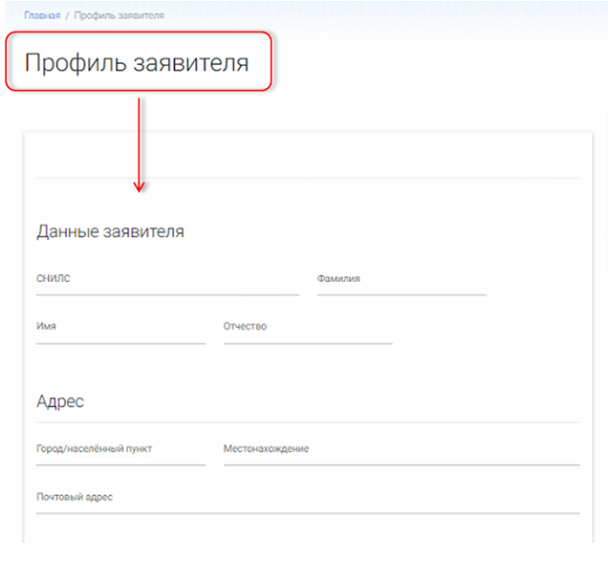 Главная / Профиль заявителя
Профиль заявителя
Данные заявителя
СНИЛС Фамилия
Имя Отчество
Адрес
Город/населённый пункт Местонахождение
Почтовый адрес